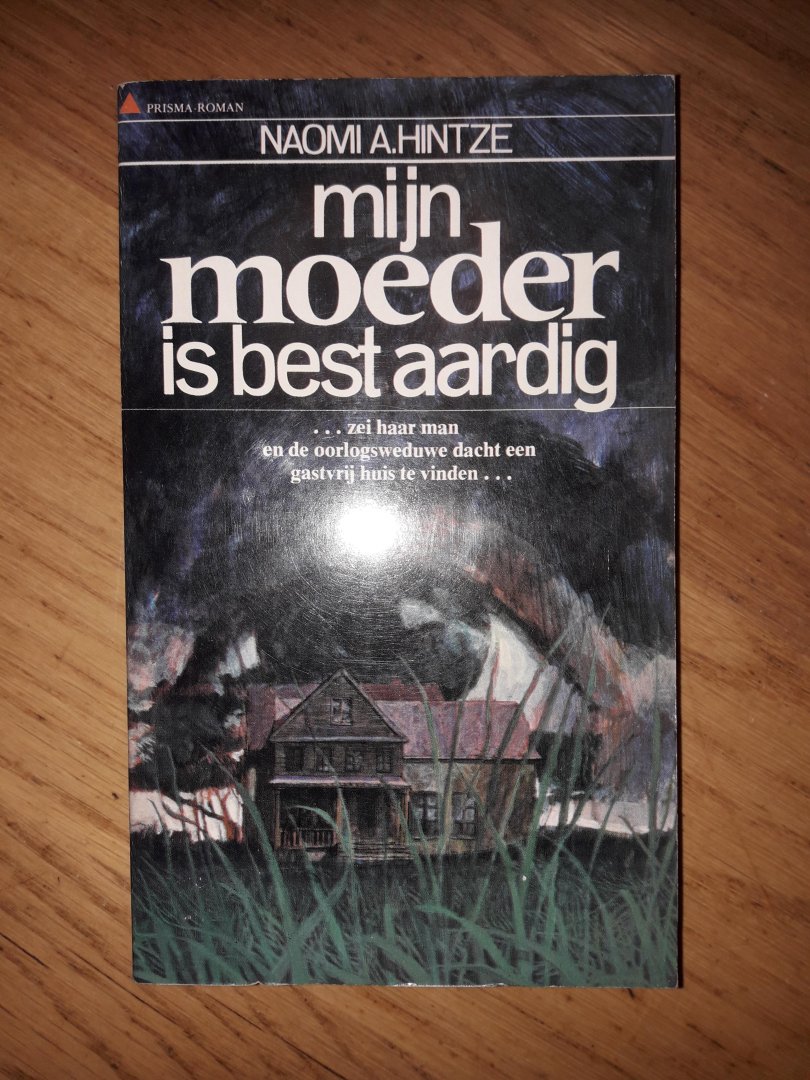 PRISMA-ROMAN
NAOMI A. HINTZE
mijn
moeder
is best aardig
... zei haar man
en de oorlogsweduwe dacht een
gastvrij huis te vinden ...